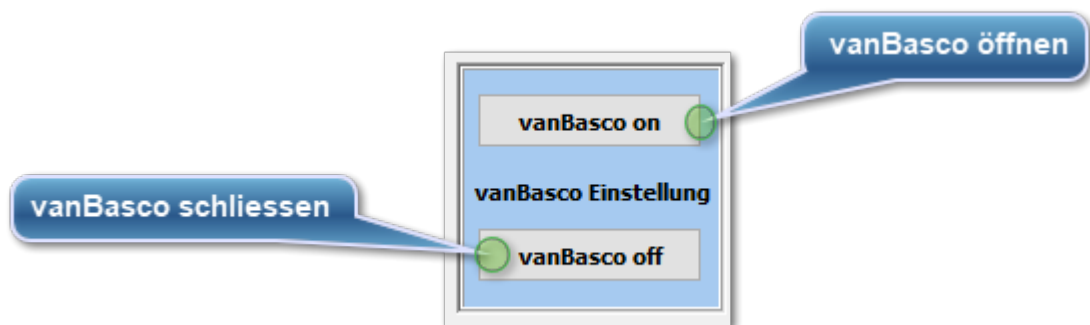 vanBasco öffnen
vanBasco on
vanBasco Einstellung
vanBasco schliessen
vanBasco off